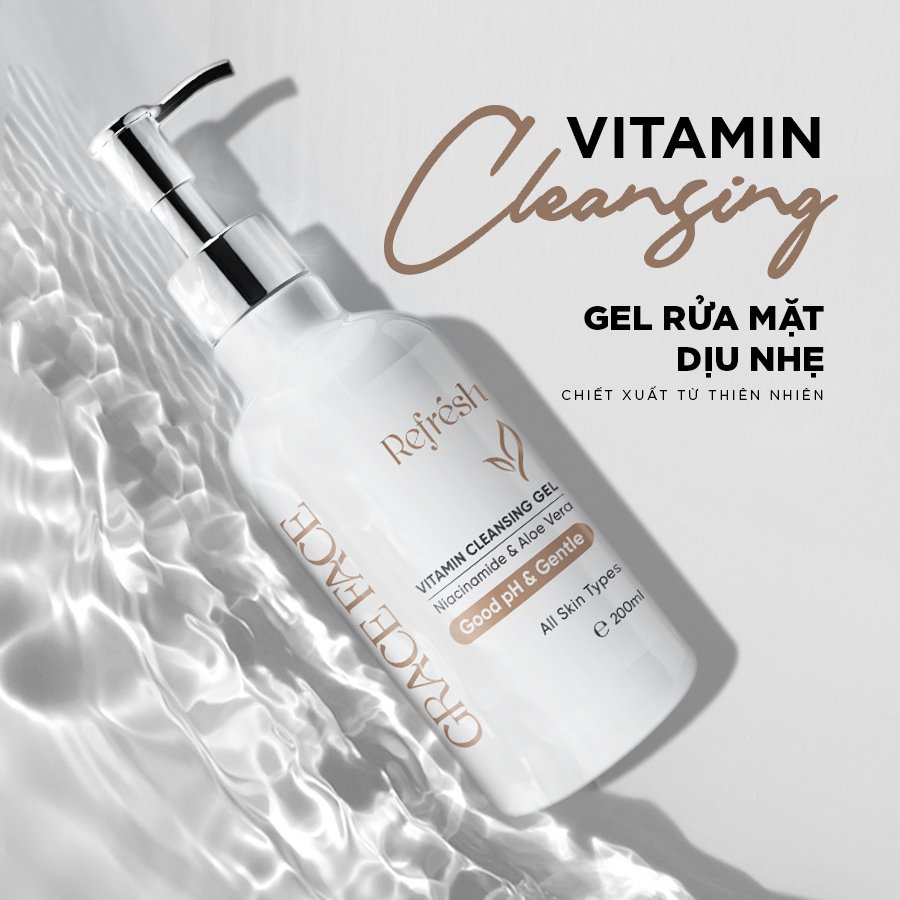 VITAMIN
Cleansing
GEL RỬA MẶT
DỊU NHẸ
CHIẾT XUẤT TỪ THIÊN NHIÊN
Refrésh
GRACE FACE
VITAMIN CLEANSING GEL
Niacinamide & Aloe Vera
Good pH & Gentle
All Skin Types
℮ 200ml